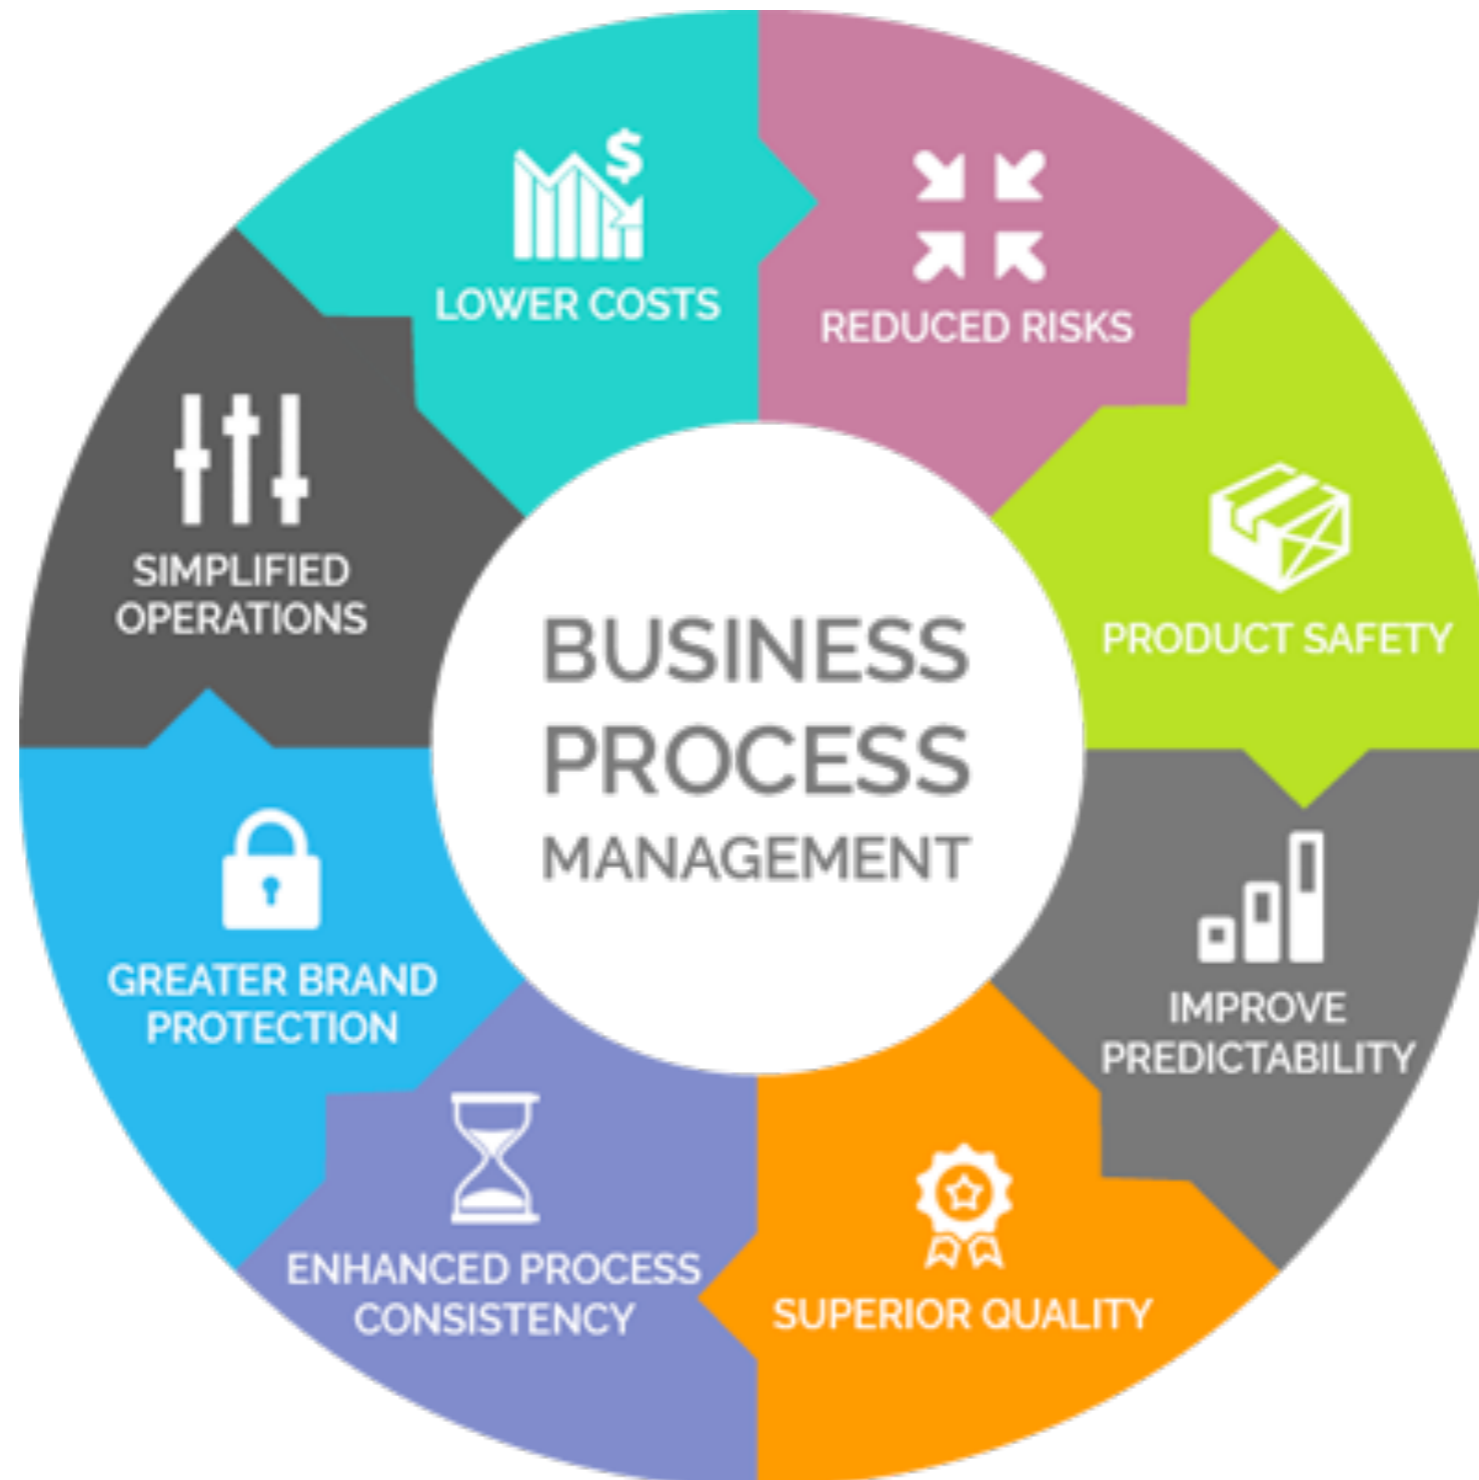 LOWER COSTS
REDUCED RISKS
PRODUCT SAFETY
IMPROVE
PREDICTABILITY
SUPERIOR QUALITY
ENHANCED PROCESS
CONSISTENCY
GREATER BRAND
PROTECTION
SIMPLIFIED
OPERATIONS
BUSINESS
PROCESS
MANAGEMENT